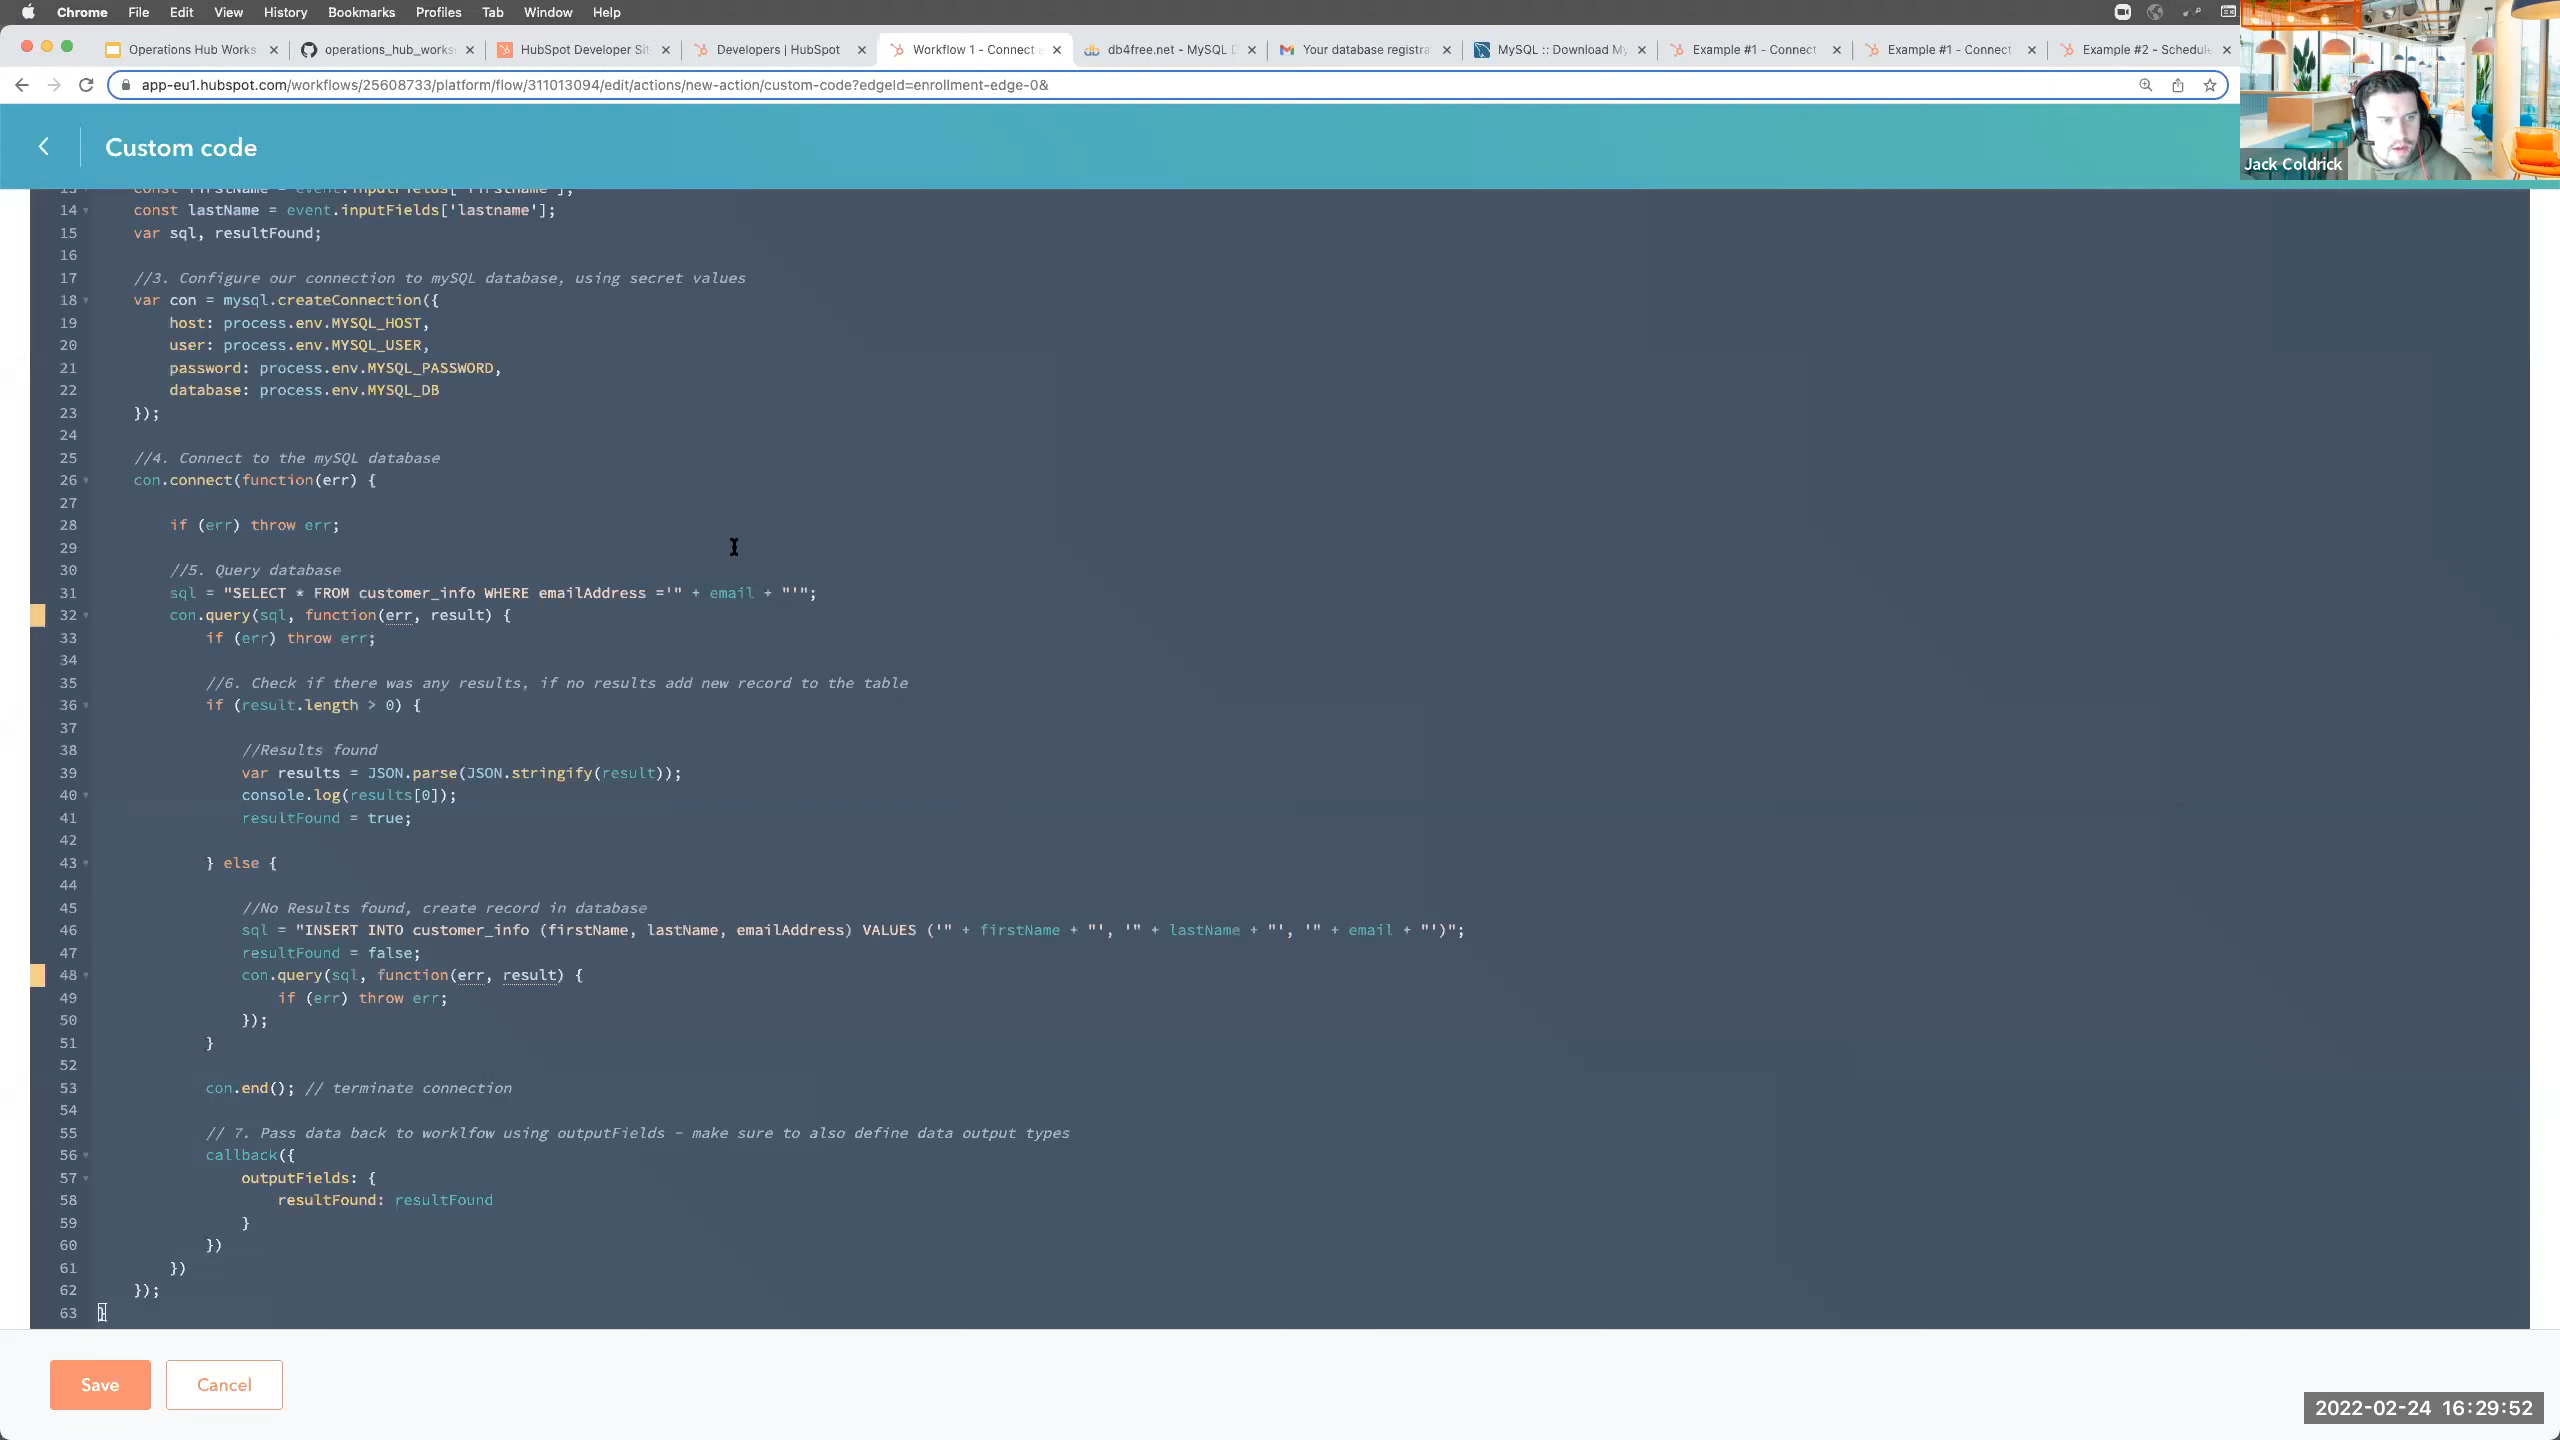 Chrome File Edit View History Bookmarks Profiles Tab Window Help
Operations Hub Works
operations_hub_works
HubSpot Developer Sit
Developers | HubSpot
Workflow 1 - Connect
db4free.net - MySQL D
Your database registra
MySQL :: Download My
Example #1 - Connect
Example #1 - Connect
Example #2 - Schedule
app-eu1.hubspot.com/workflows/25608733/platform/flow/311013094/edit/actions/new-action/custom-code?edgeId=enrollment-edge-0&
Jack Coldrick
Custom code
13 const firstName = event.inputFields['firstname'];
14 const lastName = event.inputFields['lastname'];
15 var sql, resultFound;
16
17 //3. Configure our connection to mySQL database, using secret values
18 var con = mysql.createConnection({
19 host: process.env.MYSQL_HOST,
20 user: process.env.MYSQL_USER,
21 password: process.env.MYSQL_PASSWORD,
22 database: process.env.MYSQL_DB
23 });
24
25 //4. Connect to the mySQL database
26 con.connect(function(err) {
27
28 if (err) throw err;
29
30 //5. Query database
31 sql = "SELECT * FROM customer_info WHERE emailAddress ='" + email + "'";
32 con.query(sql, function(err, result) {
33 if (err) throw err;
34
35 //6. Check if there was any results, if no results add new record to the table
36 if (result.length > 0) {
37
38 //Results found
39 var results = JSON.parse(JSON.stringify(result));
40 console.log(results[0]);
41 resultFound = true;
42
43 } else {
44
45 //No Results found, create record in database
46 sql = "INSERT INTO customer_info (firstName, lastName, emailAddress) VALUES ('" + firstName + "', '" + lastName + "', '" + email + "')";
47 resultFound = false;
48 con.query(sql, function(err, result) {
49 if (err) throw err;
50 });
51 }
52
53 con.end(); // terminate connection
54
55 // 7. Pass data back to worklfow using outputFields - make sure to also define data output types
56 callback({
57 outputFields: {
58 resultFound: resultFound
59 }
60 })
61 })
62 });
63 }
Save Cancel
2022-02-24 16:29:52